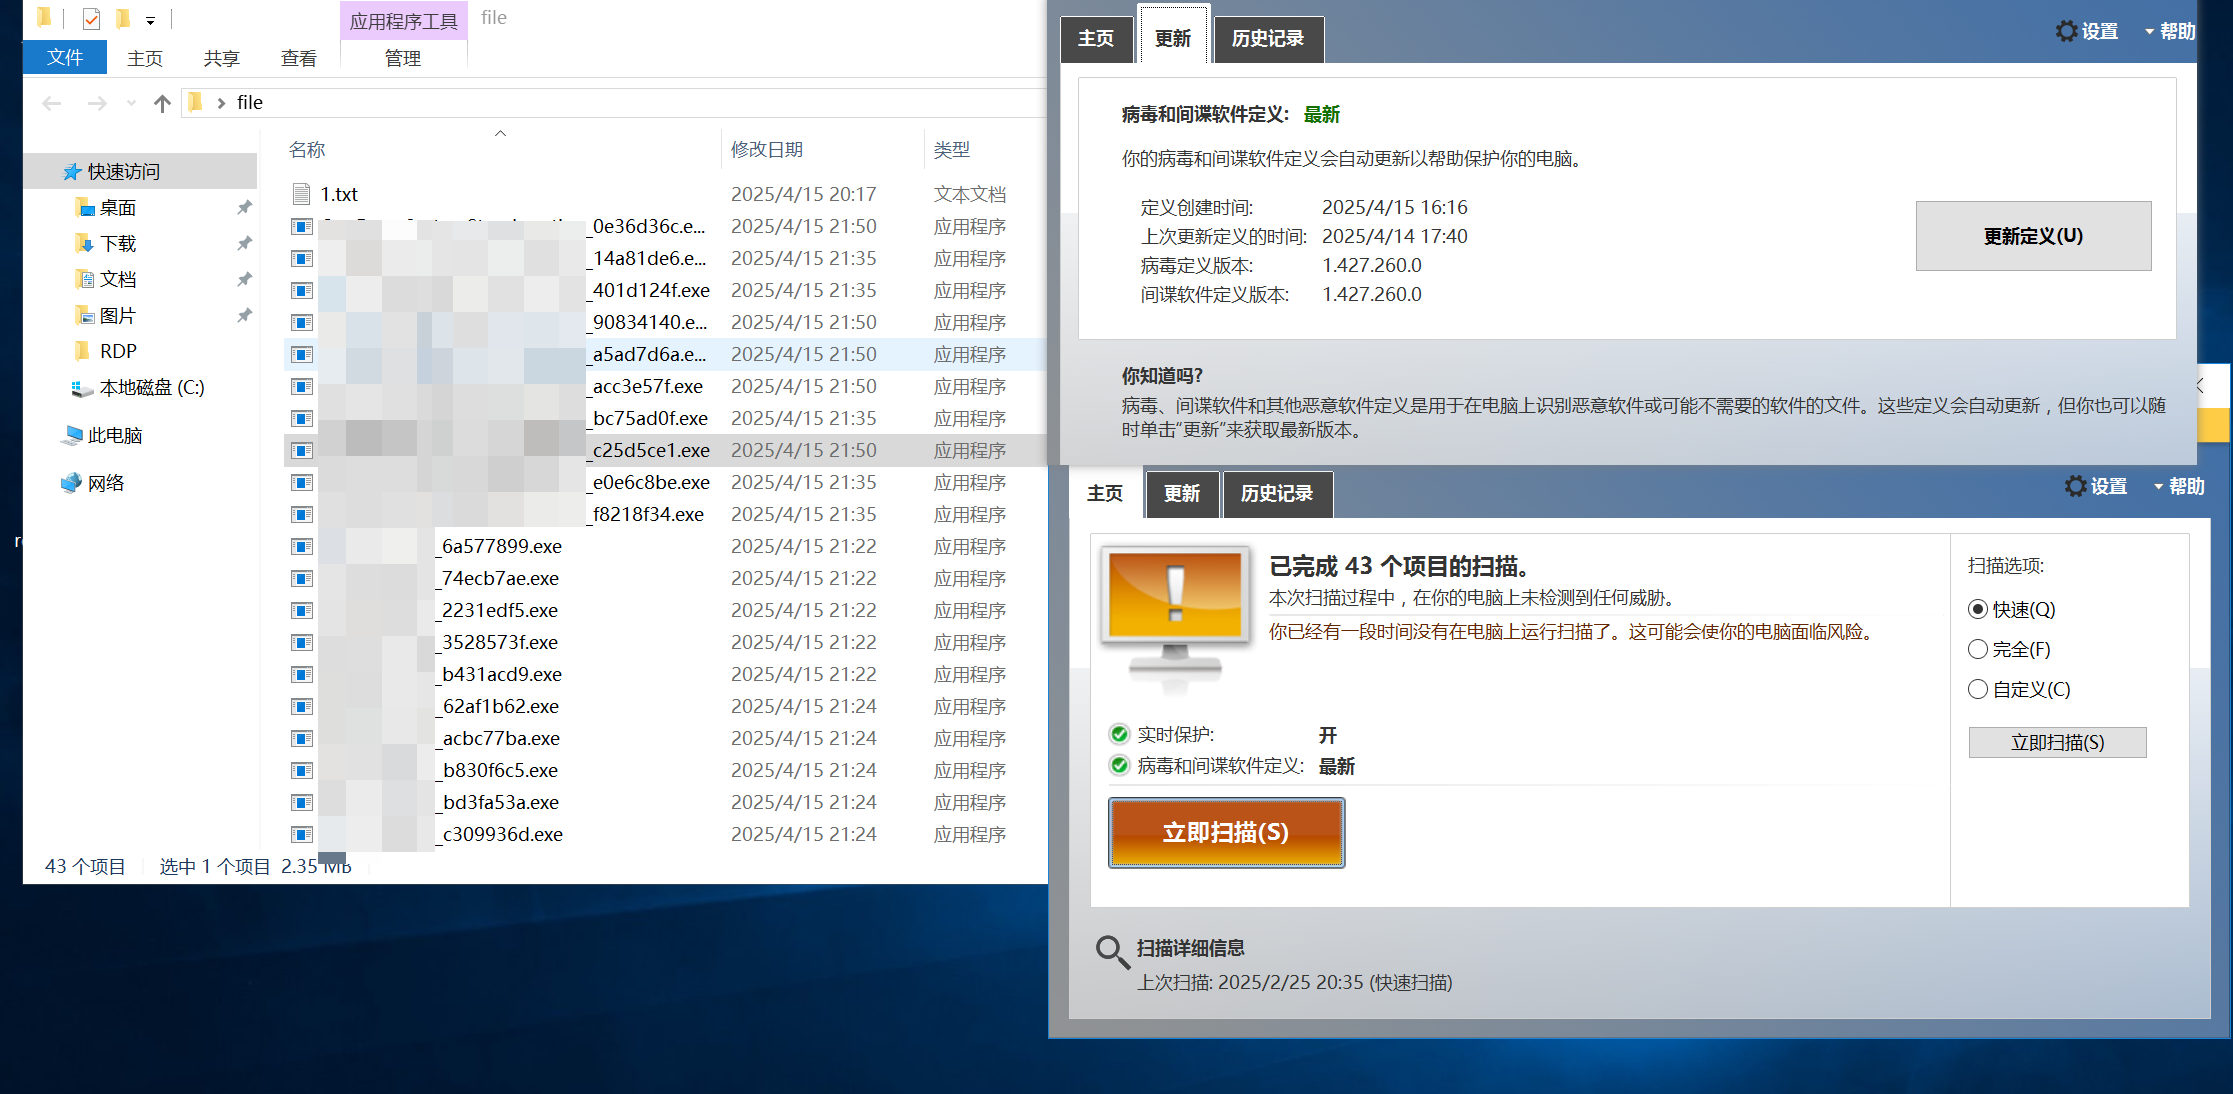 应用程序工具
file
文件
主页
共享
查看
管理
file
快速访问
桌面
下载
文档
图片
RDP
本地磁盘 (C:)
此电脑
网络
名称
修改日期
类型
1.txt 2025/4/15 20:17 文本文档
_0e36d36c.e... 2025/4/15 21:50 应用程序
_14a81de6.e... 2025/4/15 21:35 应用程序
_401d124f.exe 2025/4/15 21:35 应用程序
_90834140.e... 2025/4/15 21:50 应用程序
_a5ad7d6a.e... 2025/4/15 21:50 应用程序
_acc3e57f.exe 2025/4/15 21:50 应用程序
_bc75ad0f.exe 2025/4/15 21:35 应用程序
_c25d5ce1.exe 2025/4/15 21:50 应用程序
_e0e6c8be.exe 2025/4/15 21:35 应用程序
_f8218f34.exe 2025/4/15 21:35 应用程序
_6a577899.exe 2025/4/15 21:22 应用程序
_74ecb7ae.exe 2025/4/15 21:22 应用程序
_2231edf5.exe 2025/4/15 21:22 应用程序
_3528573f.exe 2025/4/15 21:22 应用程序
_b431acd9.exe 2025/4/15 21:22 应用程序
_62af1b62.exe 2025/4/15 21:24 应用程序
_acbc77ba.exe 2025/4/15 21:24 应用程序
_b830f6c5.exe 2025/4/15 21:24 应用程序
_bd3fa53a.exe 2025/4/15 21:24 应用程序
_c309936d.exe 2025/4/15 21:24 应用程序
43 个项目 选中 1 个项目 2.35 MB
主页
更新
历史记录
设置
帮助
病毒和间谍软件定义: 最新
你的病毒和间谍软件定义会自动更新以帮助保护你的电脑。
定义创建时间: 2025/4/15 16:16
上次更新定义的时间: 2025/4/14 17:40
病毒定义版本: 1.427.260.0
间谍软件定义版本: 1.427.260.0
更新定义(U)
你知道吗?
病毒、间谍软件和其他恶意软件定义是用于在电脑上识别恶意软件或可能不需要的软件的文件。这些定义会自动更新，但你也可以随
时单击“更新”来获取最新版本。
主页
更新
历史记录
设置
帮助
已完成 43 个项目的扫描。
本次扫描过程中，在你的电脑上未检测到任何威胁。
你已经有一段时间没有在电脑上运行扫描了。这可能会使你的电脑面临风险。
实时保护: 开
病毒和间谍软件定义: 最新
立即扫描(S)
扫描选项:
快速(Q)
完全(F)
自定义(C)
立即扫描(S)
扫描详细信息
上次扫描: 2025/2/25 20:35 (快速扫描)